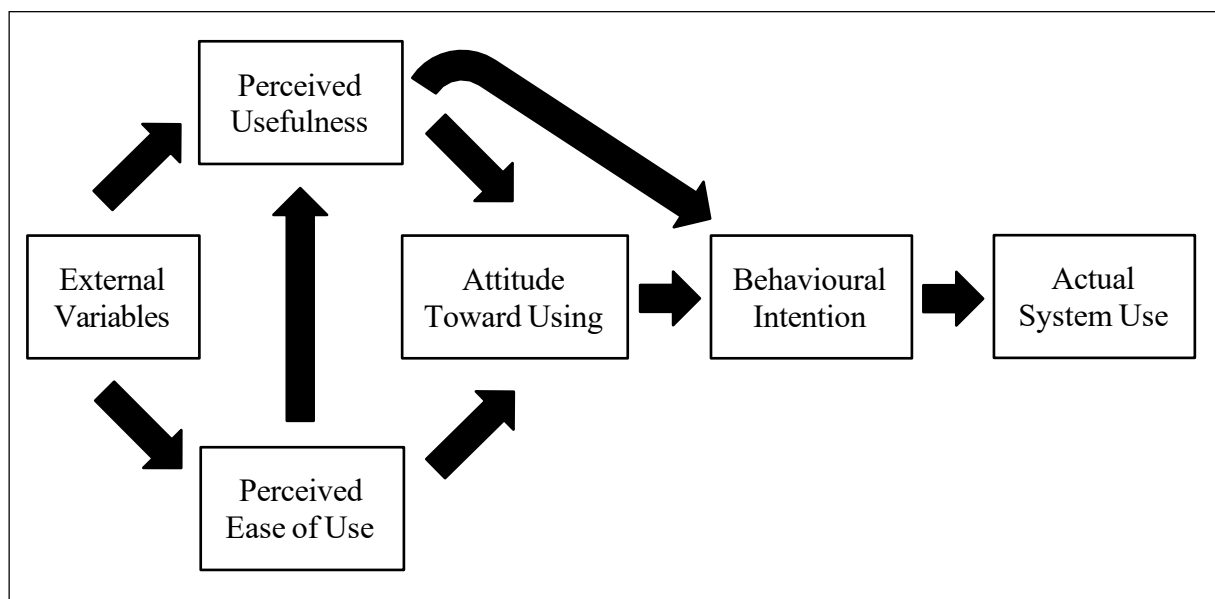 Perceived
Usefulness
External
Variables
Attitude
Toward Using
Behavioural
Intention
Actual
System Use
Perceived
Ease of Use